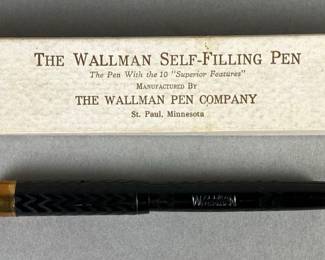 THE WALLMAN SELF-FILLING PEN
The Pen With the 10 "Superior Features"
MANUFACTURED BY
THE WALLMAN PEN COMPANY
St. Paul, Minnesota
WALLMAN